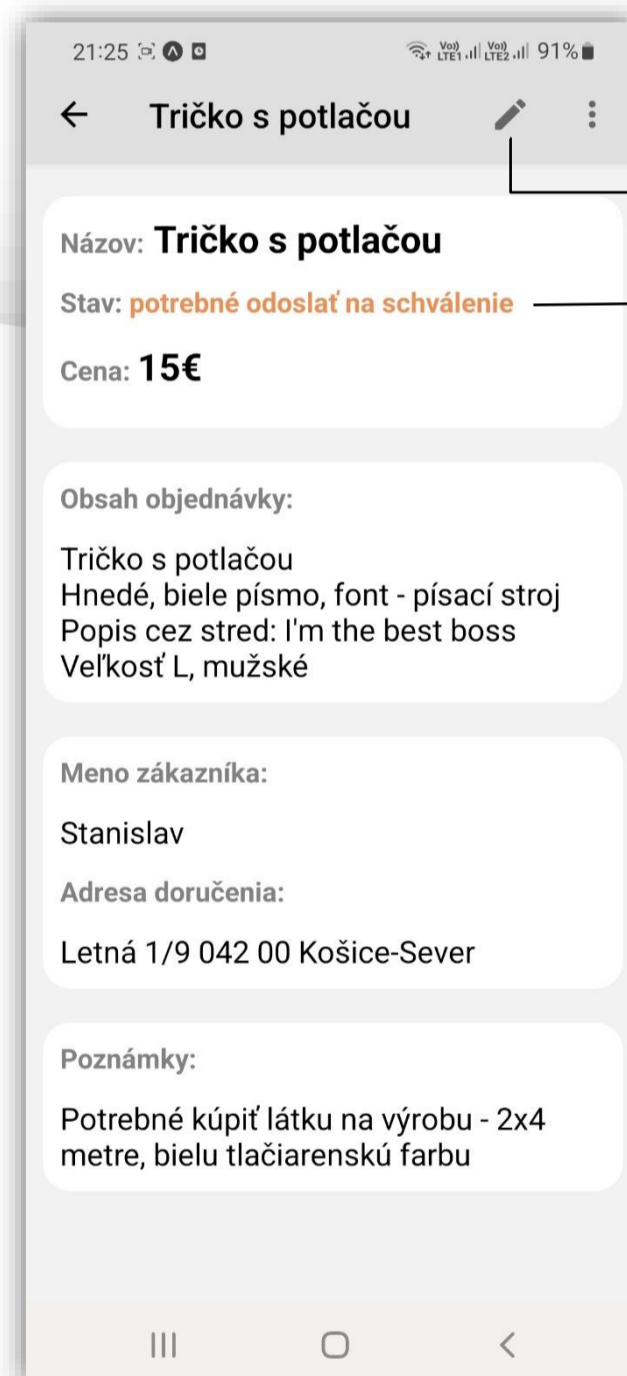 21:25 91%
Tričko s potlačou
Názov: Tričko s potlačou
Stav: potrebné odoslať na schválenie
Cena: 15€
Obsah objednávky:
Tričko s potlačou
Hnedé, biele písmo, font - písací stroj
Popis cez stred: I'm the best boss
Veľkosť L, mužské
Meno zákazníka:
Stanislav
Adresa doručenia:
Letná 1/9 042 00 Košice-Sever
Poznámky:
Potrebné kúpiť látku na výrobu - 2x4
metre, bielu tlačiarenskú farbu